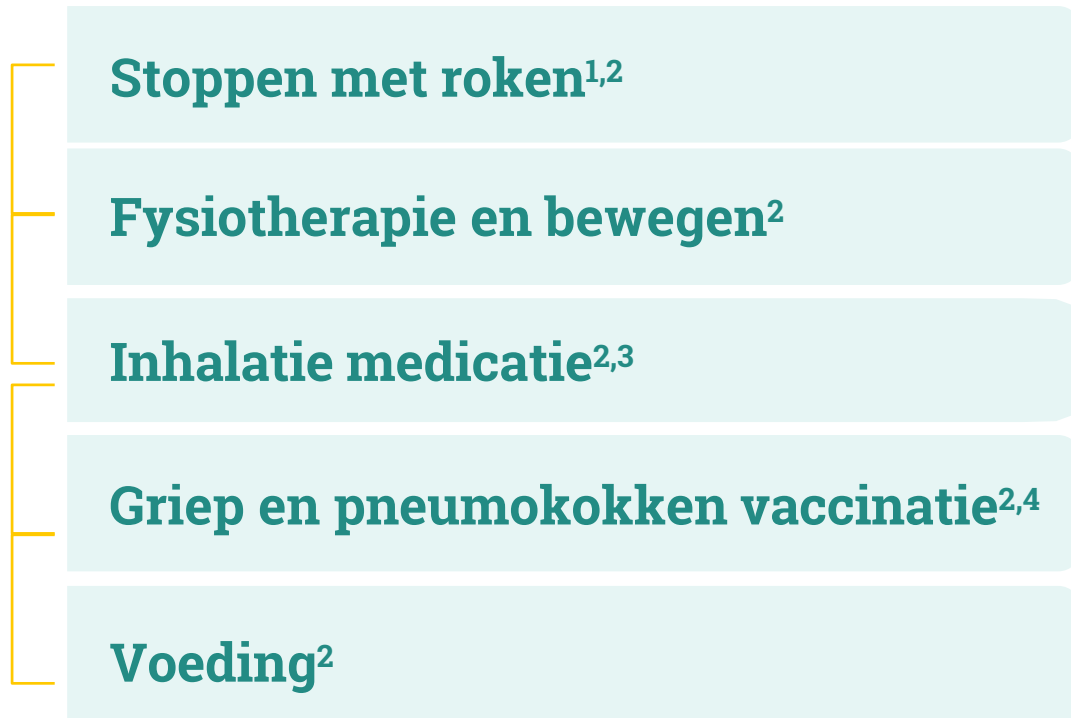 Stoppen met roken1,2
Fysiotherapie en bewegen2
Inhalatie medicatie2,3
Griep en pneumokokken vaccinatie2,4
Voeding2